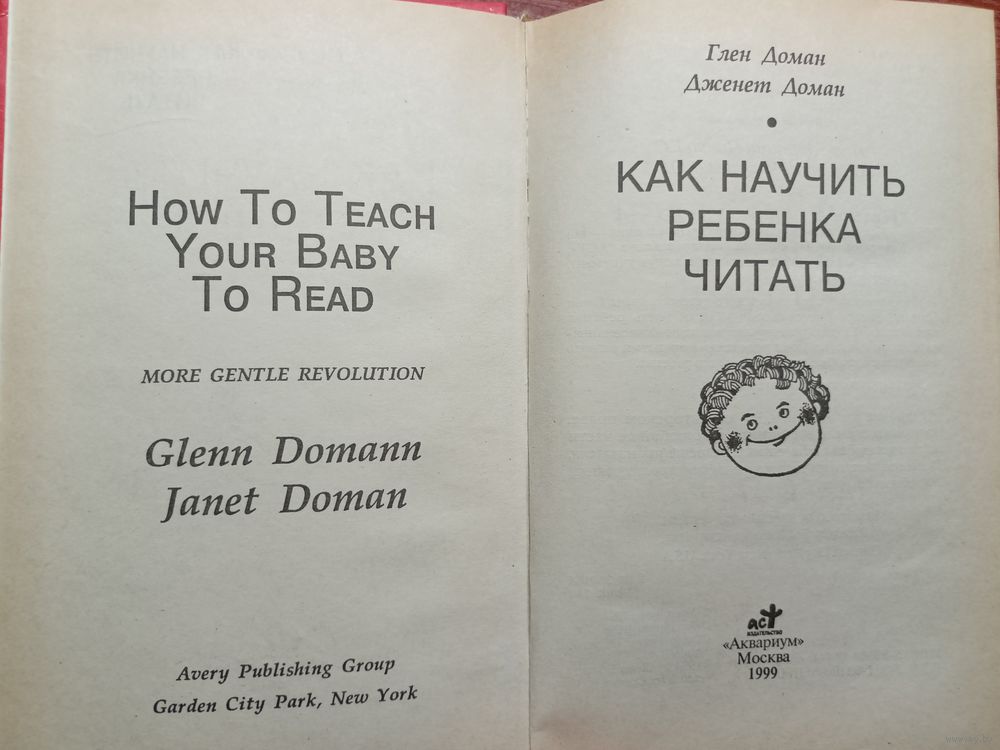 How To Teach
Your Baby
To Read
MORE GENTLE REVOLUTION
Glenn Domann
Janet Doman
Avery Publishing Group
Garden City Park, New York
Глен Доман
Дженет Доман
•
КАК НАУЧИТЬ
РЕБЕНКА
ЧИТАТЬ
аст
ИЗДАТЕЛЬСТВО
«Аквариум»
Москва
1999